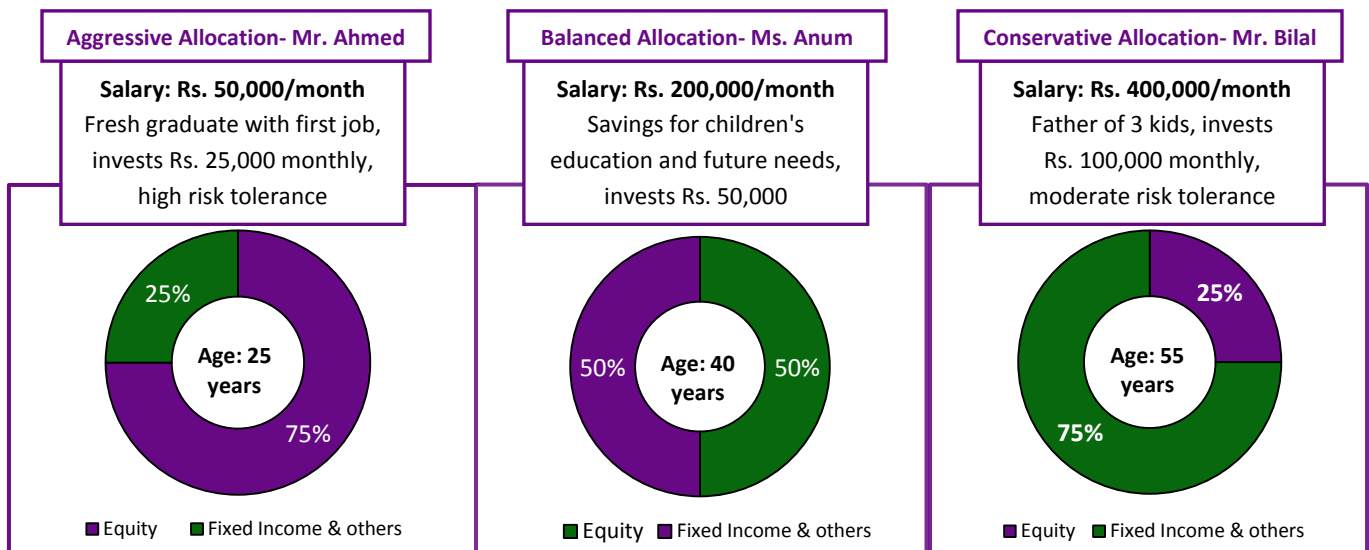 Aggressive Allocation- Mr. Ahmed
Salary: Rs. 50,000/month
Fresh graduate with first job,
invests Rs. 25,000 monthly,
high risk tolerance
25%
Age: 25
years
75%
Equity
Fixed Income & others
Balanced Allocation- Ms. Anum
Salary: Rs. 200,000/month
Savings for children's
education and future needs,
invests Rs. 50,000
50%
Age: 40
years
50%
Equity
Fixed Income & others
Conservative Allocation- Mr. Bilal
Salary: Rs. 400,000/month
Father of 3 kids, invests
Rs. 100,000 monthly,
moderate risk tolerance
25%
Age: 55
years
75%
Equity
Fixed Income & others